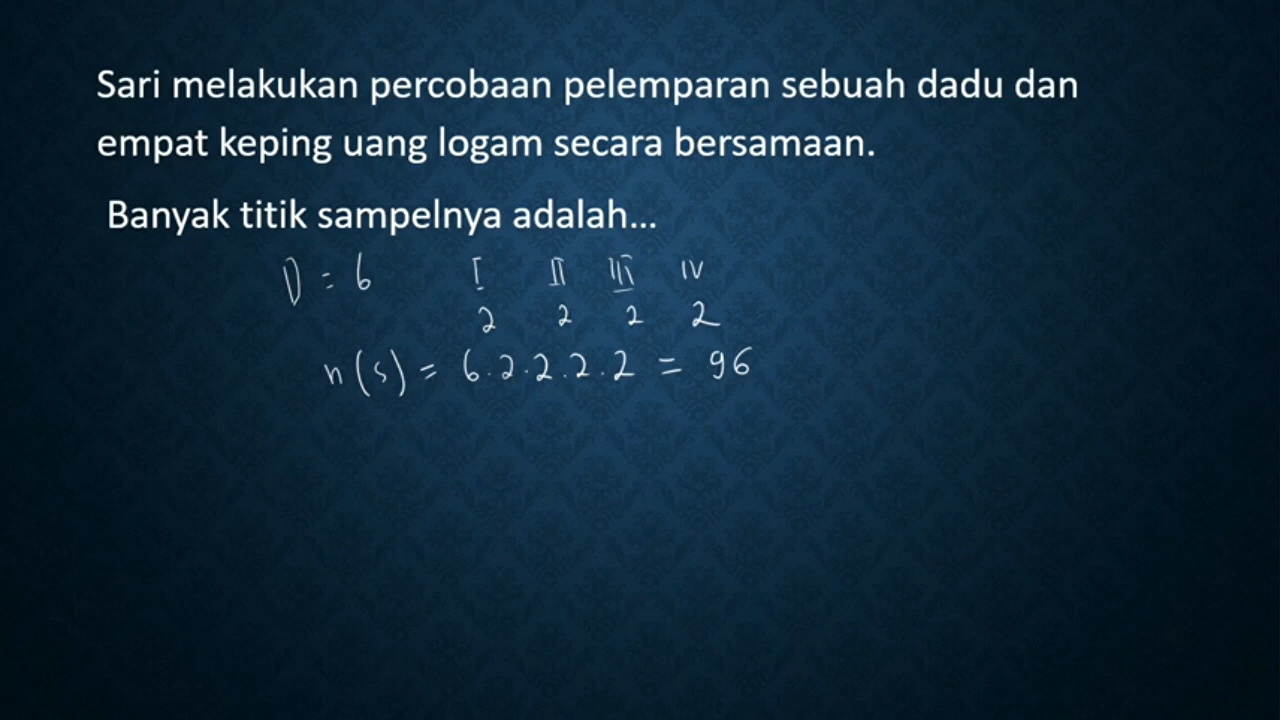 Sari melakukan percobaan pelemparan sebuah dadu dan
empat keping uang logam secara bersamaan.
Banyak titik sampelnya adalah...
D = 6 I II III IV
2 2 2 2
n(s) = 6.2.2.2.2 = 96